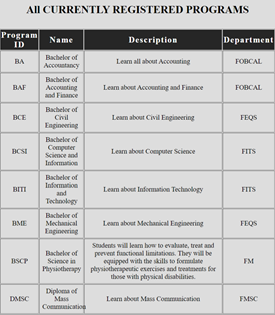 All CURRENTLY REGISTERED PROGRAMS
Program ID Name Description Department
BA Bachelor of Accountancy Learn all about Accounting FOBCAL
BAF Bachelor of Accounting and Finance Learn about Accounting and Finance FOBCAL
BCE Bachelor of Civil Engineering Learn about Civil Engineering FEQS
BCSI Bachelor of Computer Science and Information Learn about Computer Science FITS
BITI Bachelor of Information and Technology Learn about Information Technology FITS
BME Bachelor of Mechanical Engineering Learn about Mechanical Engineering FEQS
BSCP Bachelor of Science in Physiotherapy Students will learn how to evaluate, treat and prevent functional limitations. They will be equipped with the skills to formulate physiotherapeutic exercises and treatments for those with physical disabilities. FM
DMSC Diploma of Mass Communication Learn about Mass Communication FMSC